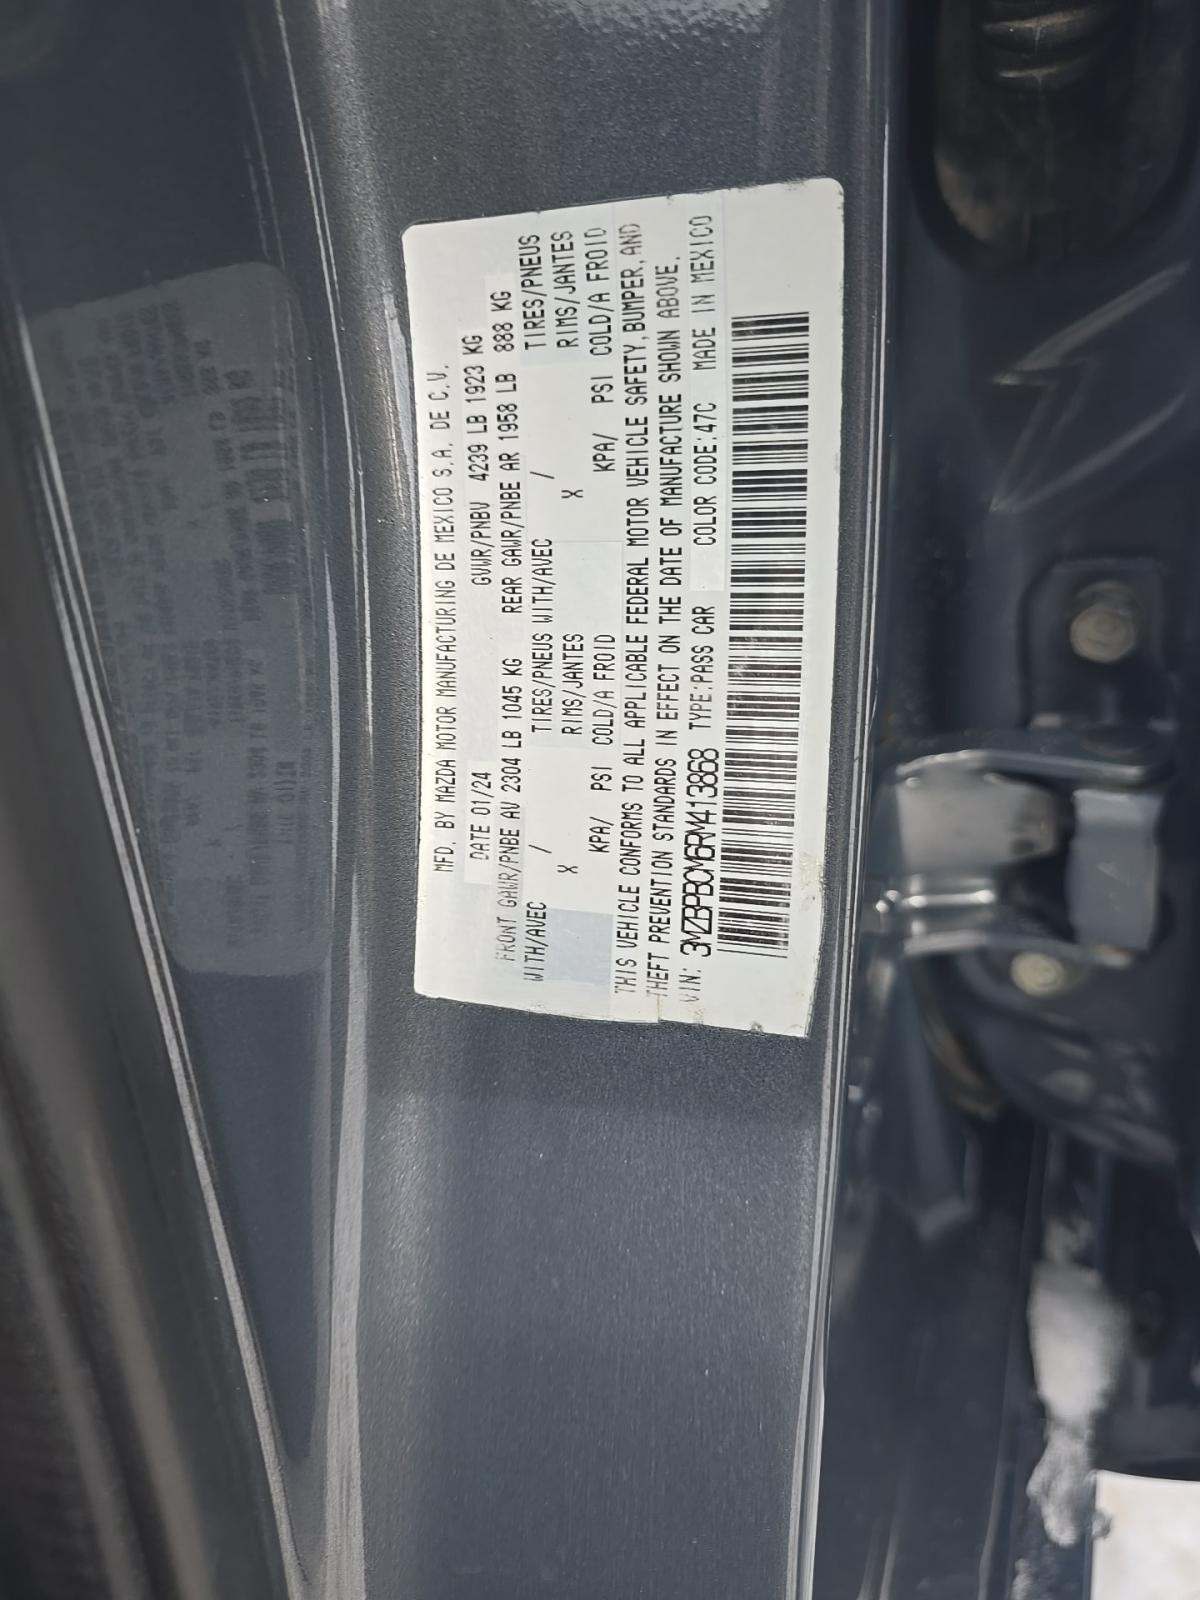 MFD. BY MAZDA MOTOR MANUFACTURING DE MEXICO S.A. DE C.V.
DATE 01/24 GVWR/PNBV 4239 LB 1923 KG
FRONT GAWR/PNBE AV 2304 LB 1045 KG REAR GAWR/PNBE AR 1958 LB 888 KG
WITH/AVEC / TIRES/PNEUS WITH/AVEC / TIRES/PNEUS
X RIMS/JANTES X RIMS/JANTES
KPA/ PSI COLD/A FROID KPA/ PSI COLD/A FROID
THIS VEHICLE CONFORMS TO ALL APPLICABLE FEDERAL MOTOR VEHICLE SAFETY, BUMPER, AND
THEFT PREVENTION STANDARDS IN EFFECT ON THE DATE OF MANUFACTURE SHOWN ABOVE.
VIN: 3MZBPBCM6RM413868 TYPE:PASS CAR COLOR CODE:47C MADE IN MEXICO